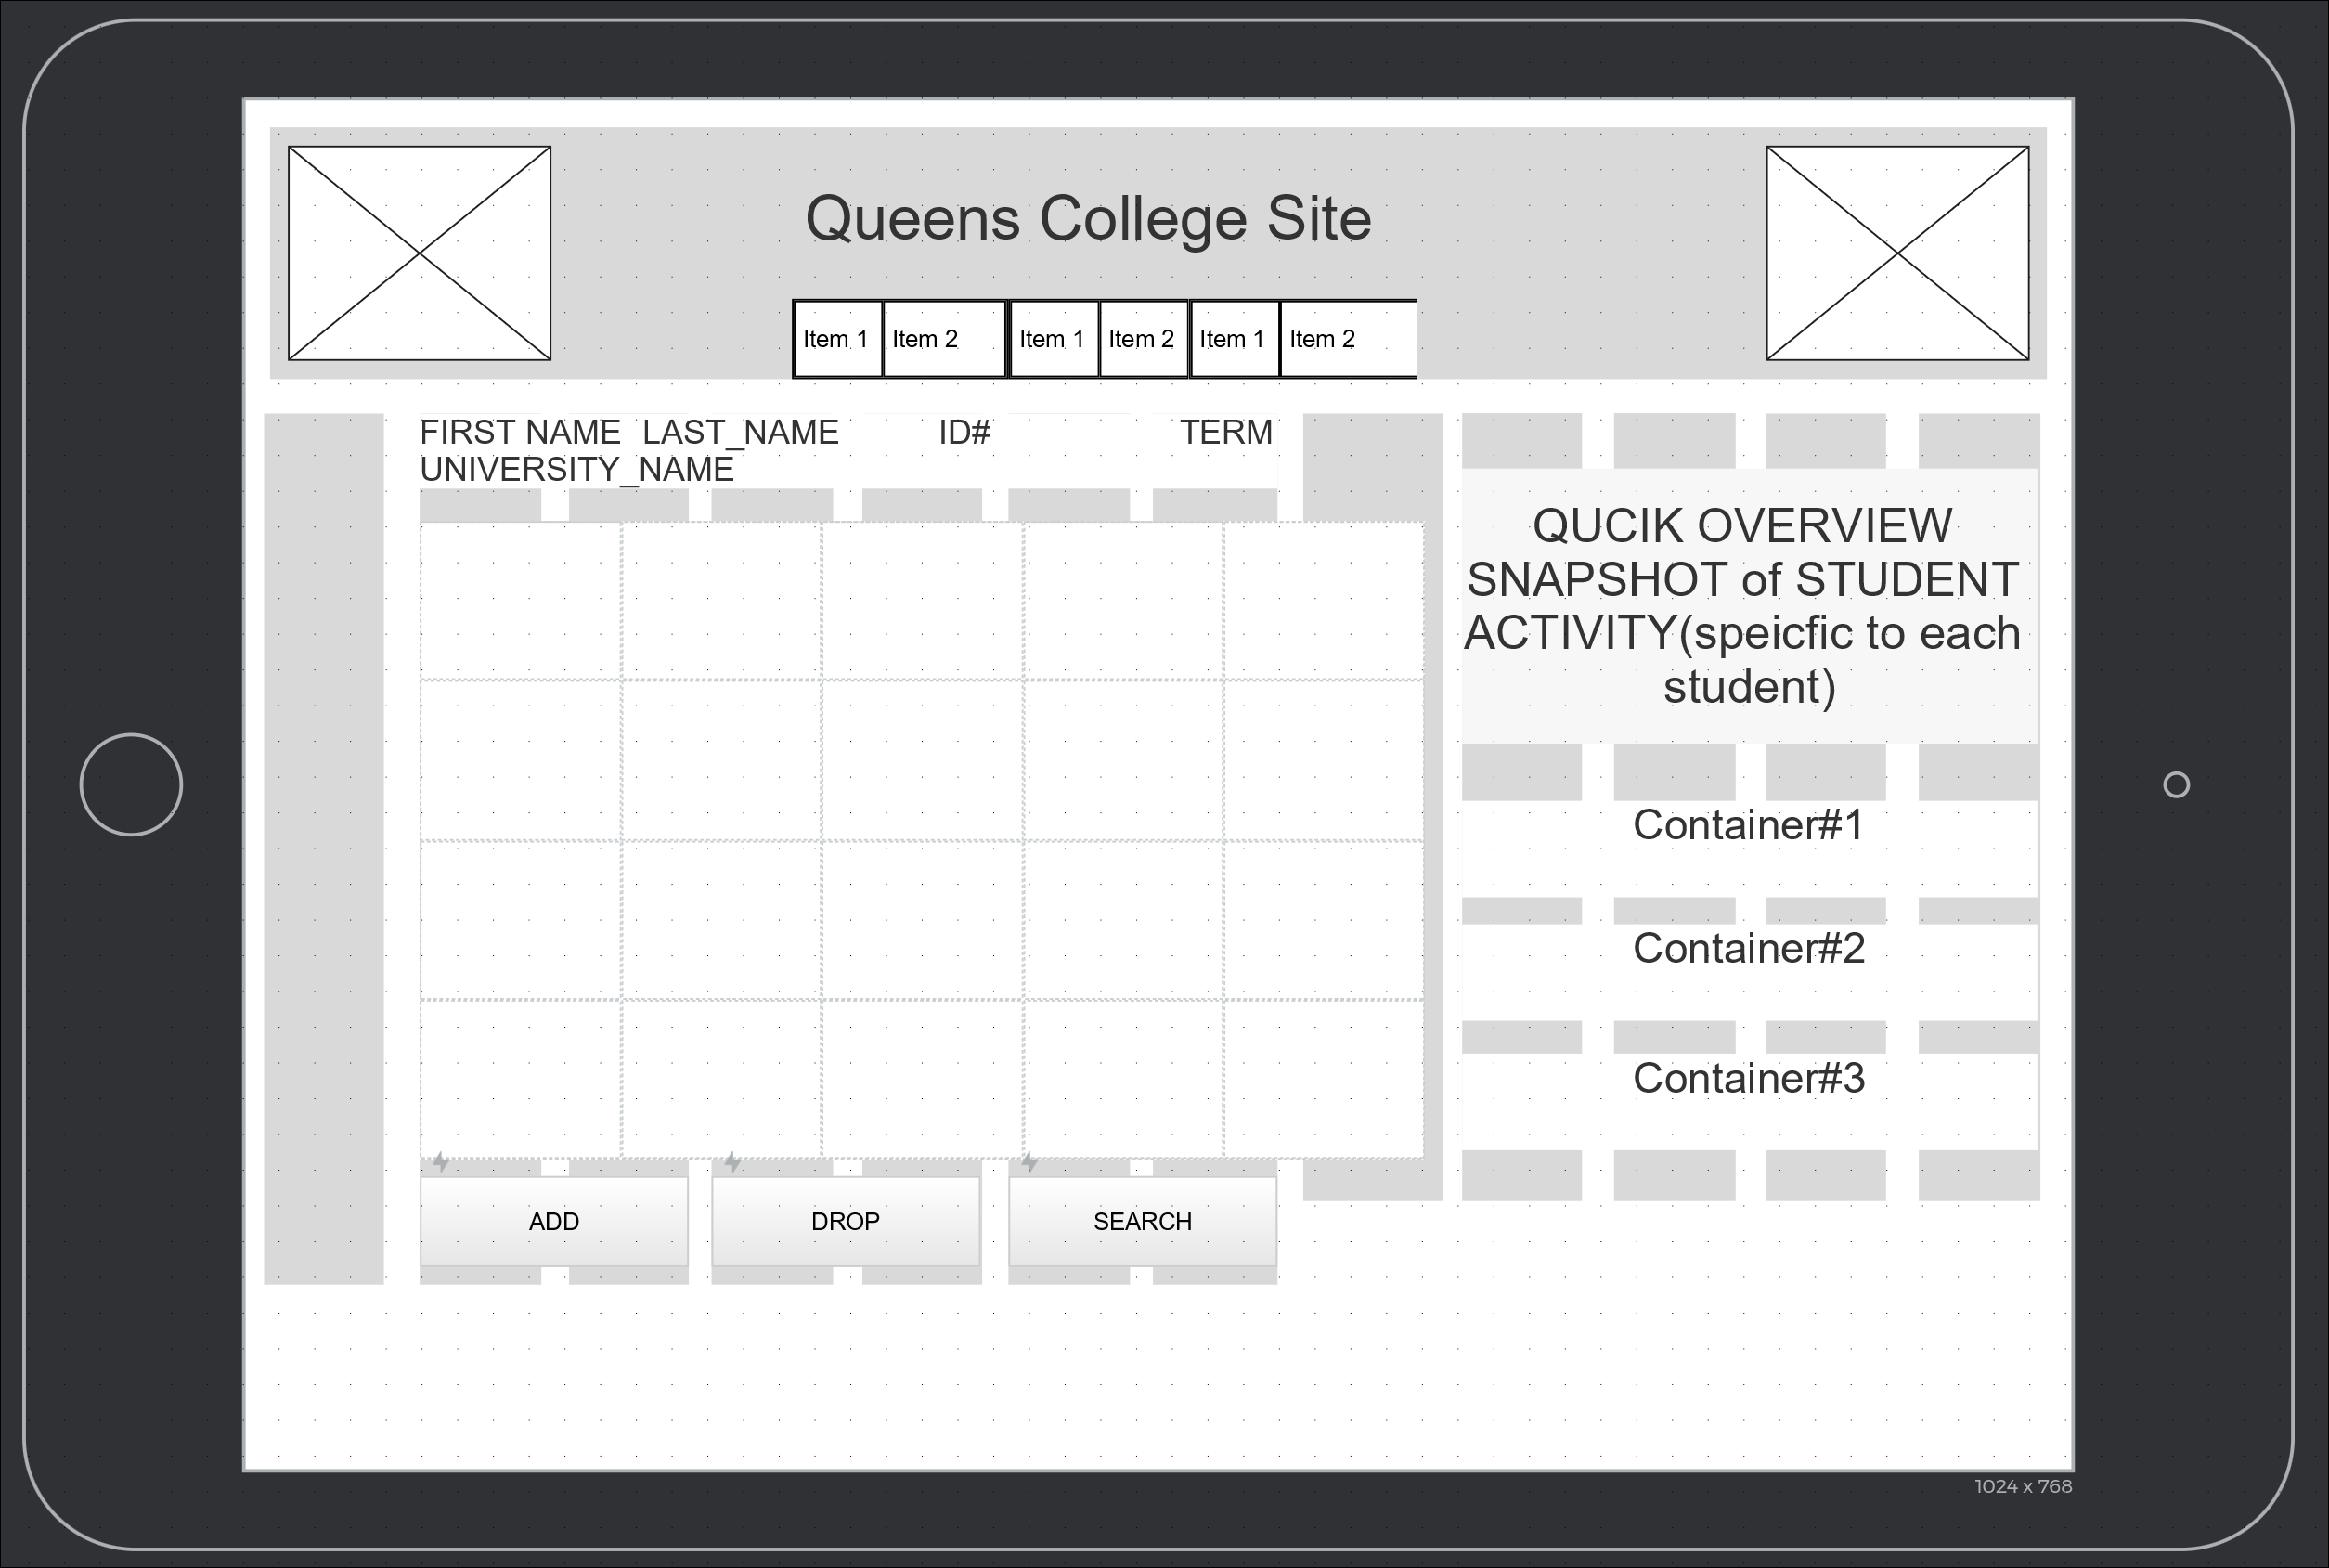 Queens College Site
Item 1 Item 2 Item 1 Item 2 Item 1 Item 2
FIRST NAME LAST_NAME ID# TERM
UNIVERSITY_NAME
QUCIK OVERVIEW
SNAPSHOT of STUDENT
ACTIVITY(speicfic to each
student)
Container#1
Container#2
Container#3
ADD DROP SEARCH
1024 x 768